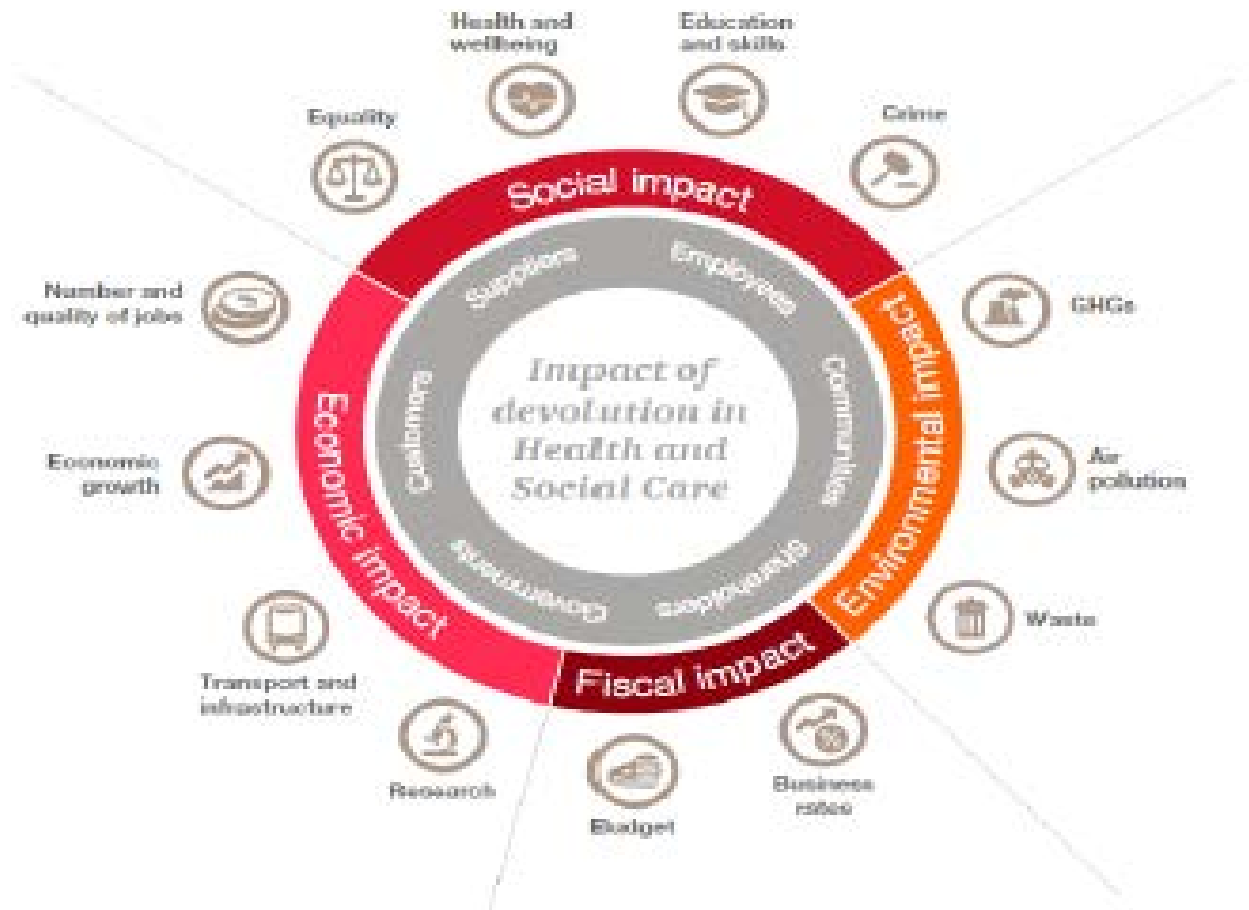 Health and
wellbeing
Education
and skills
Equality
Crime
Social impact
Suppliers
Employees
Number and
quality of jobs
GHGs
Environmental impact
Impact of
devolution in
Health and
Social Care
Customers
Communities
Economic impact
Economic
growth
Air
pollution
Governments
Shareholders
Waste
Fiscal impact
Transport and
infrastructure
Research
Budget
Business
rates